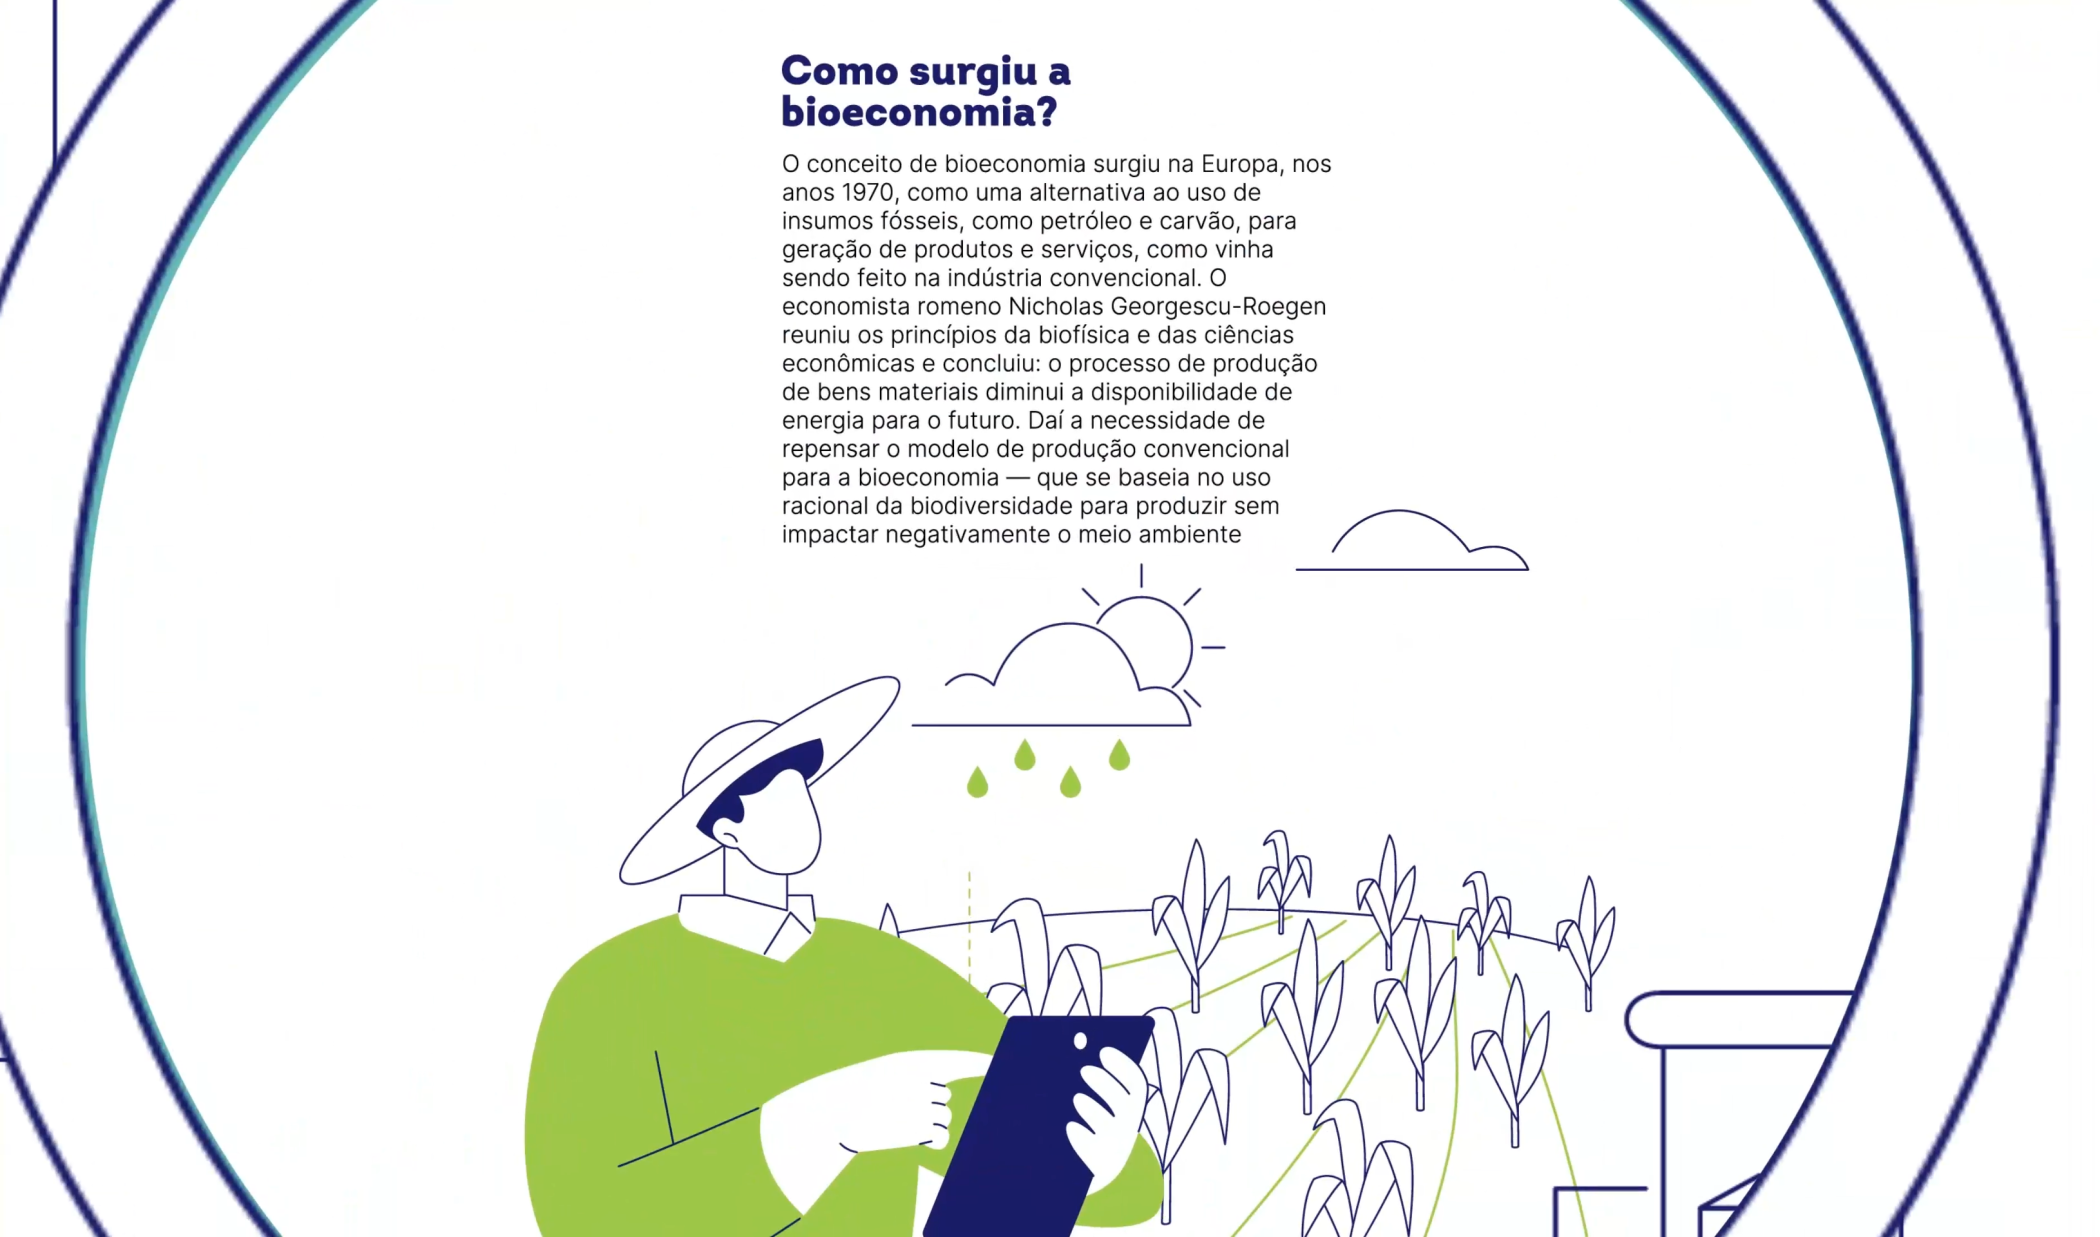 Como surgiu a
bioeconomia?
O conceito de bioeconomia surgiu na Europa, nos
anos 1970, como uma alternativa ao uso de
insumos fósseis, como petróleo e carvão, para
geração de produtos e serviços, como vinha
sendo feito na indústria convencional. O
economista romeno Nicholas Georgescu-Roegen
reuniu os princípios da biofísica e das ciências
econômicas e concluiu: o processo de produção
de bens materiais diminui a disponibilidade de
energia para o futuro. Daí a necessidade de
repensar o modelo de produção convencional
para a bioeconomia — que se baseia no uso
racional da biodiversidade para produzir sem
impactar negativamente o meio ambiente